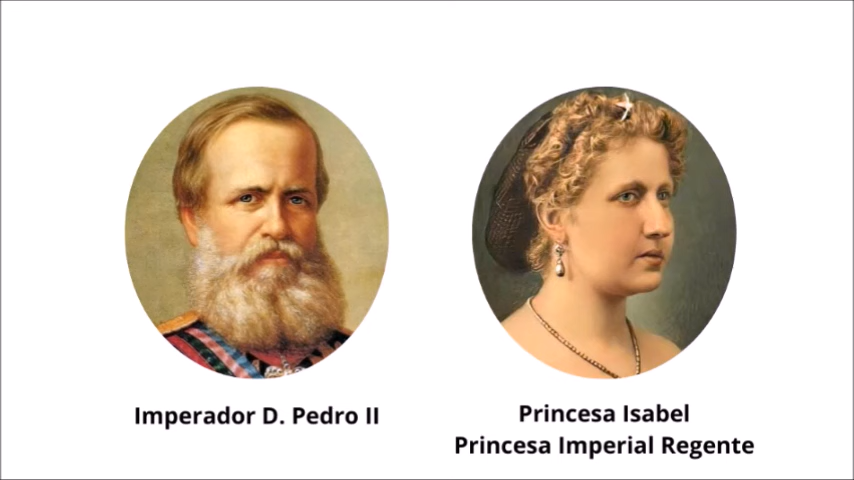 Imperador D. Pedro II
Princesa Isabel
Princesa Imperial Regente